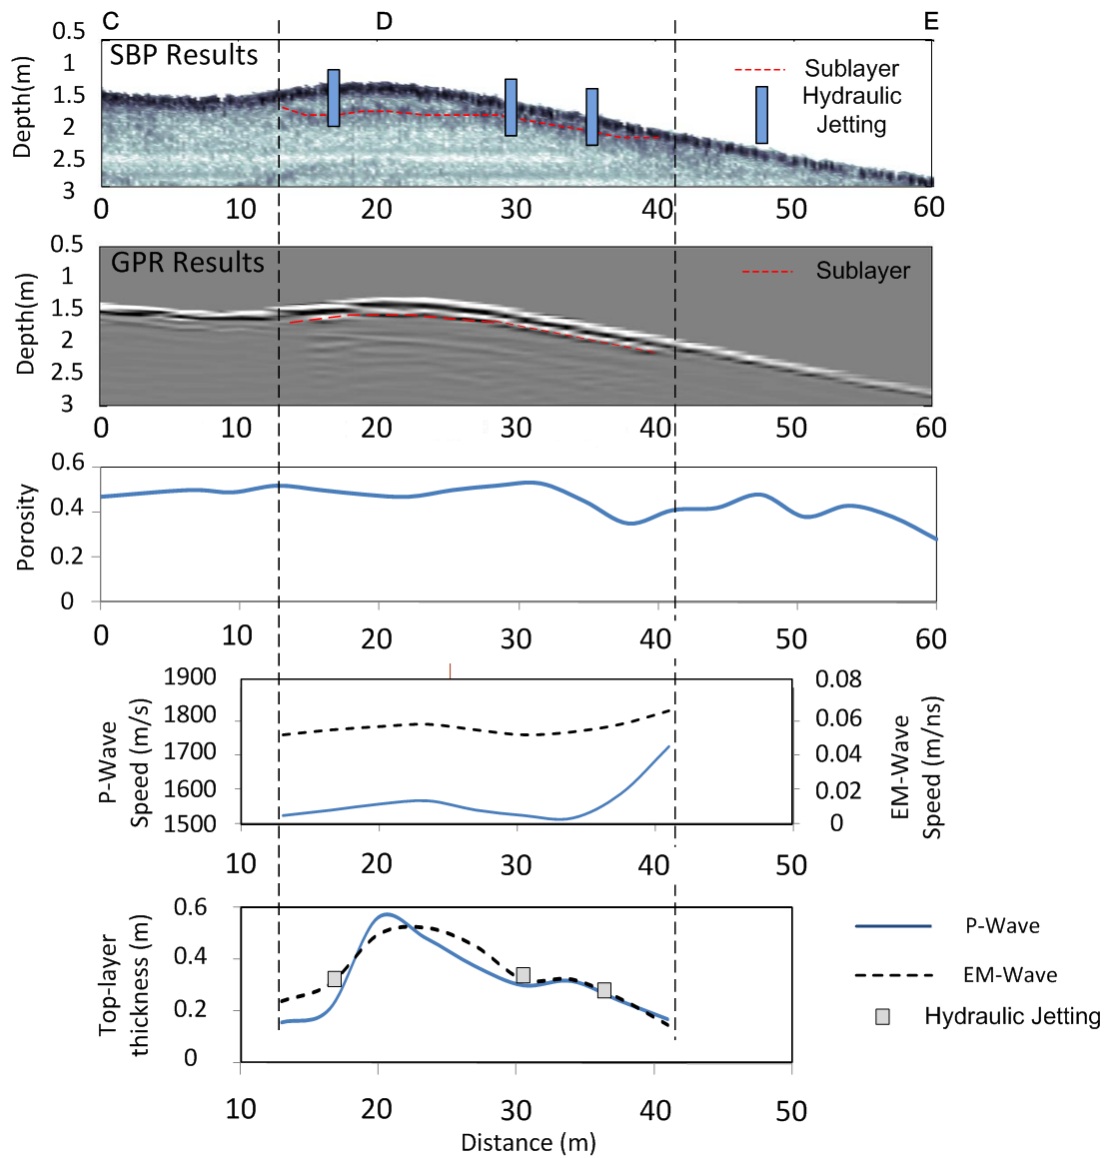 C D E
SBP Results
Depth(m)
0.5
1
1.5
2
2.5
3
Sublayer
Hydraulic
Jetting
0 10 20 30 40 50 60
GPR Results
Depth(m)
0.5
1
1.5
2
2.5
3
Sublayer
0 10 20 30 40 50 60
Porosity
0.6
0.4
0.2
0
0 10 20 30 40 50 60
P-Wave
Speed (m/s)
1900
1800
1700
1600
1500
0.08
0.06
0.04
0.02
0
EM-Wave
Speed (m/ns)
10 20 30 40 50
Top-layer
thickness (m)
0.6
0.4
0.2
0
P-Wave
EM-Wave
Hydraulic Jetting
10 20 30 40 50
Distance (m)